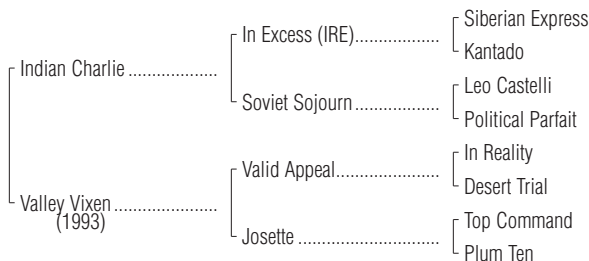 Siberian Express
In Excess (IRE)..................
Kantado
Indian Charlie ..................
Leo Castelli
Soviet Sojourn ..................
Political Parfait
In Reality
Valid Appeal......................
Desert Trial
Valley Vixen .....................
(1993)
Top Command
Josette .............................
Plum Ten